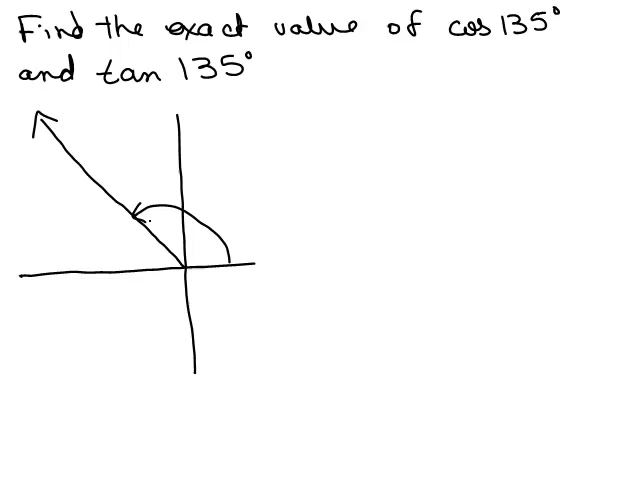 Find the exact value of cos 135°
and tan 135°